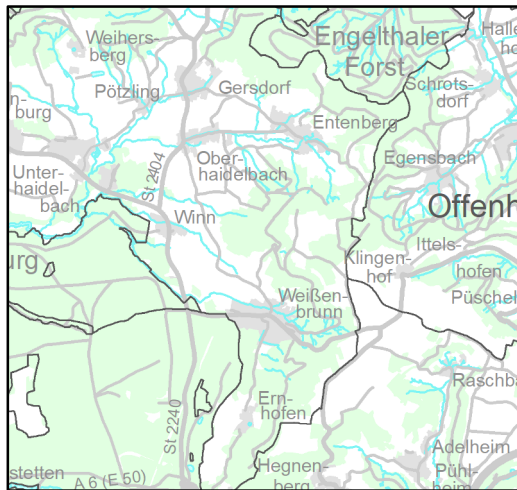 Engelthaler
Forst
Halle
hof
Weihers-
berg
Pötzling
Gersdorf
Schrots-
dorf
n-
burg
Entenberg
Egensbach
Ober-
haidelbach
Unter-
haidel-
bach
St 2404
Winn
Offenh
Ittels-
hofen
Klingen-
hof
urg
Weißen-
brunn
Püschel
Raschba
Ern-
hofen
St 2240
Adelheim
Pühl-
heim
Hegnen-
berg
stetten
A 6 (E 50)